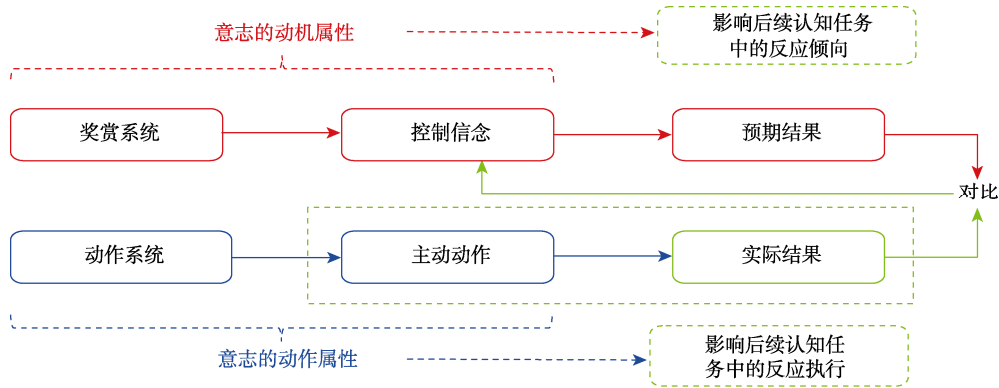 意志的动机属性
影响后续认知任务
中的反应倾向
奖赏系统
控制信念
预期结果
对比
动作系统
主动动作
实际结果
意志的动作属性
影响后续认知任
务中的反应执行